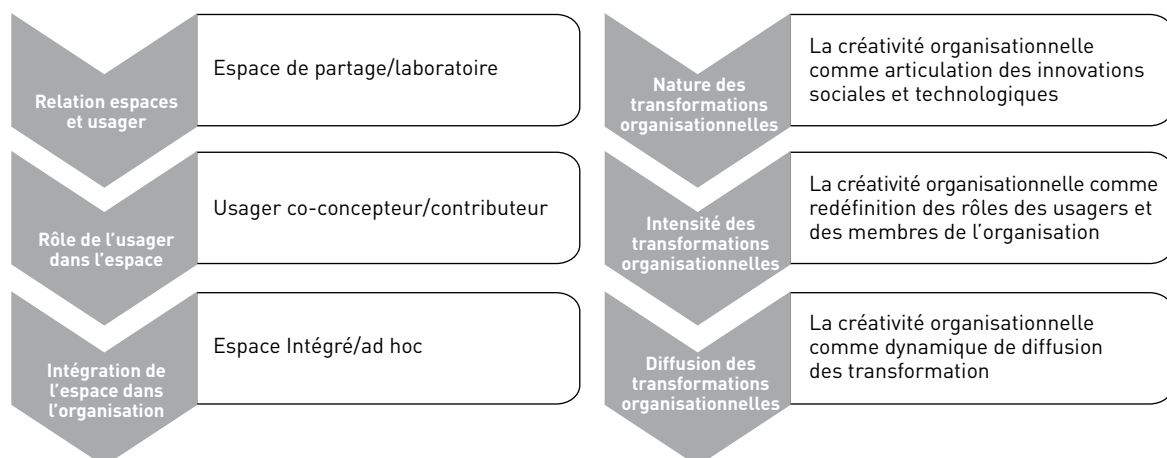 Relation espaces
et usager
Espace de partage/laboratoire
Rôle de l'usager
dans l'espace
Usager co-concepteur/contributeur
Intégration de
l'espace dans
l'organisation
Espace Intégré/ad hoc
Nature des
transformations
organisationnelles
La créativité organisationnelle
comme articulation des innovations
sociales et technologiques
Intensité des
transformations
organisationnelles
La créativité organisationnelle comme
redéfinition des rôles des usagers et
des membres de l'organisation
Diffusion des
transformations
organisationnelles
La créativité organisationnelle
comme dynamique de diffusion
des transformation